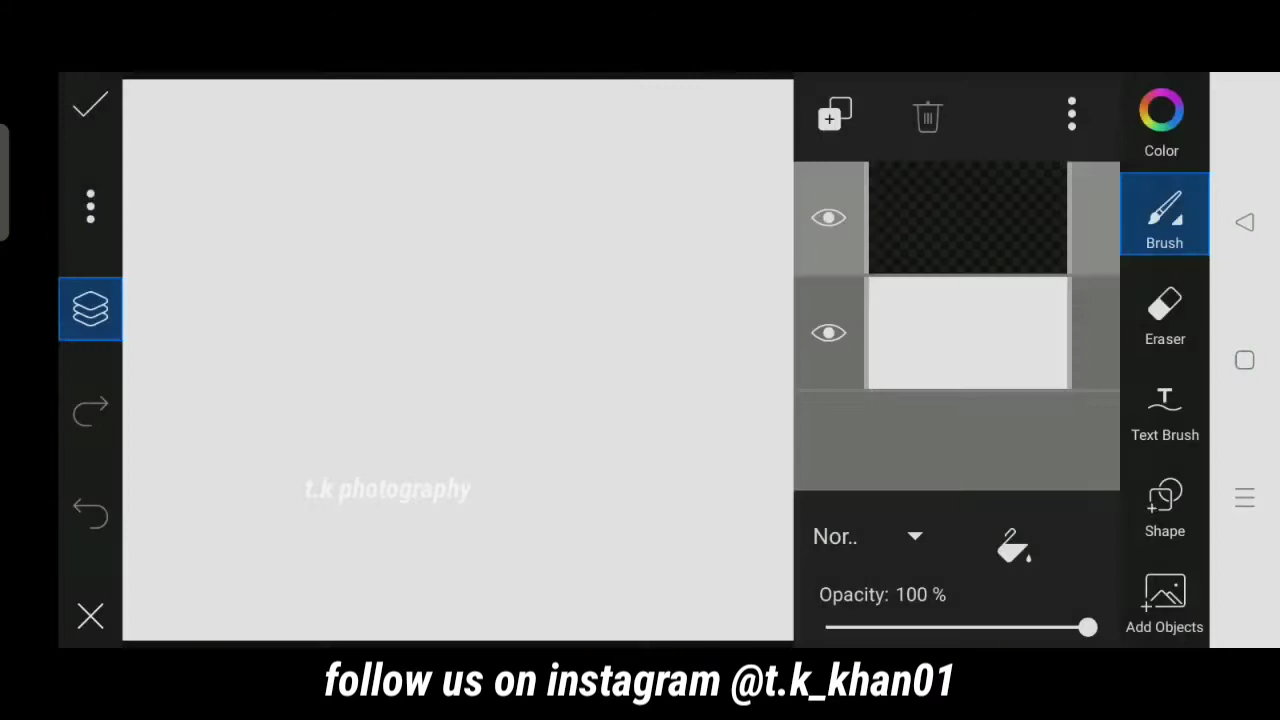 Color
Brush
Eraser
Text Brush
Shape
Add Objects
Nor..
Opacity: 100 %
t.k photography
follow us on instagram @t.k_khan01